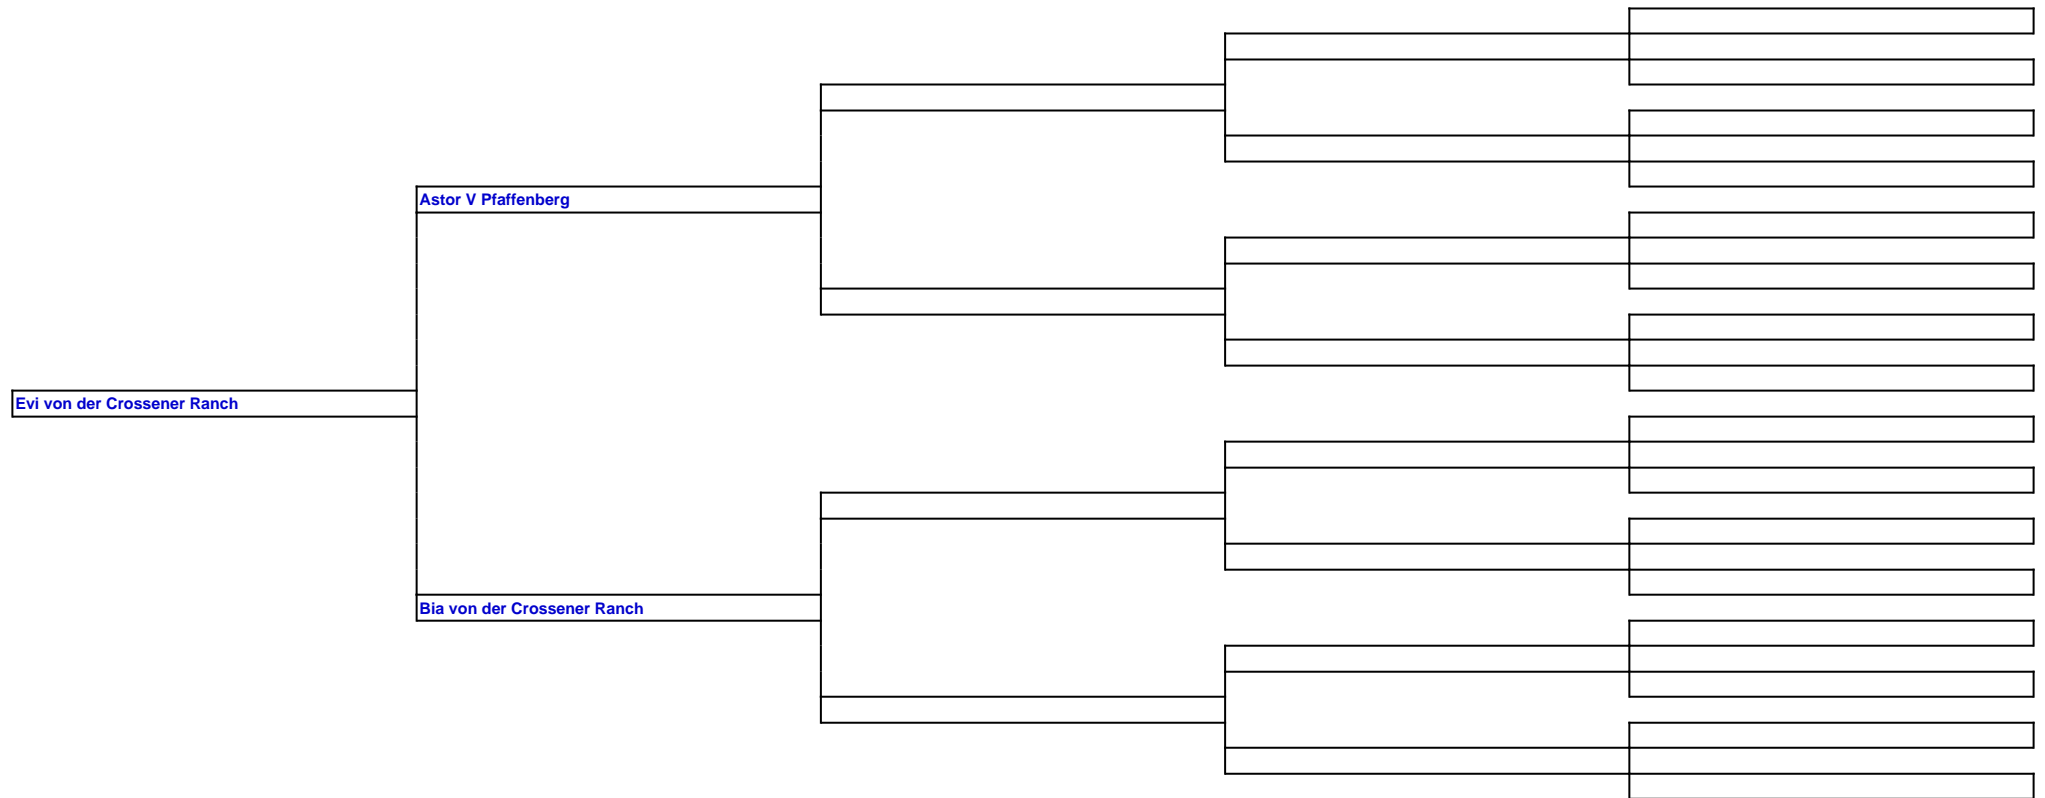 Astor V Pfaffenberg
Evi von der Crossener Ranch
Bia von der Crossener Ranch